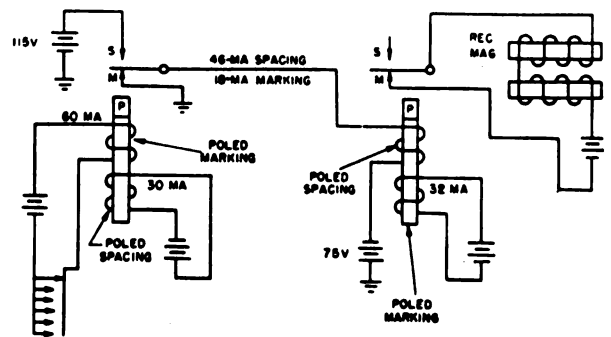 115V
S
M
46-MA SPACING
18-MA MARKING
S
M
REC
MAG
P
60 MA
POLED
MARKING
30 MA
POLED
SPACING
P
POLED
SPACING
32 MA
75V
POLED
MARKING